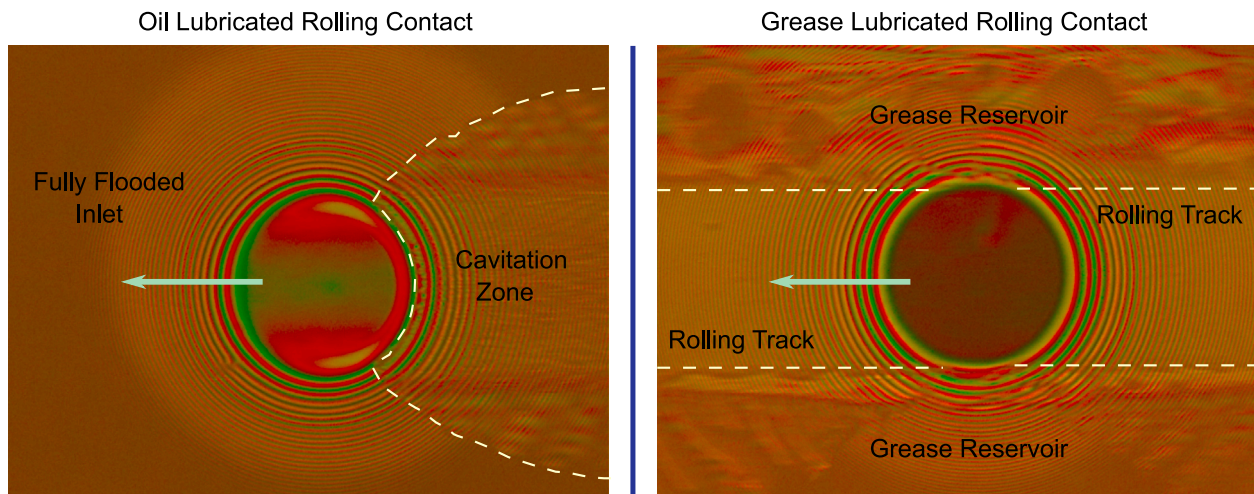 Oil Lubricated Rolling Contact
Fully Flooded
Inlet
Cavitation
Zone
Grease Lubricated Rolling Contact
Grease Reservoir
Rolling Track
Rolling Track
Grease Reservoir